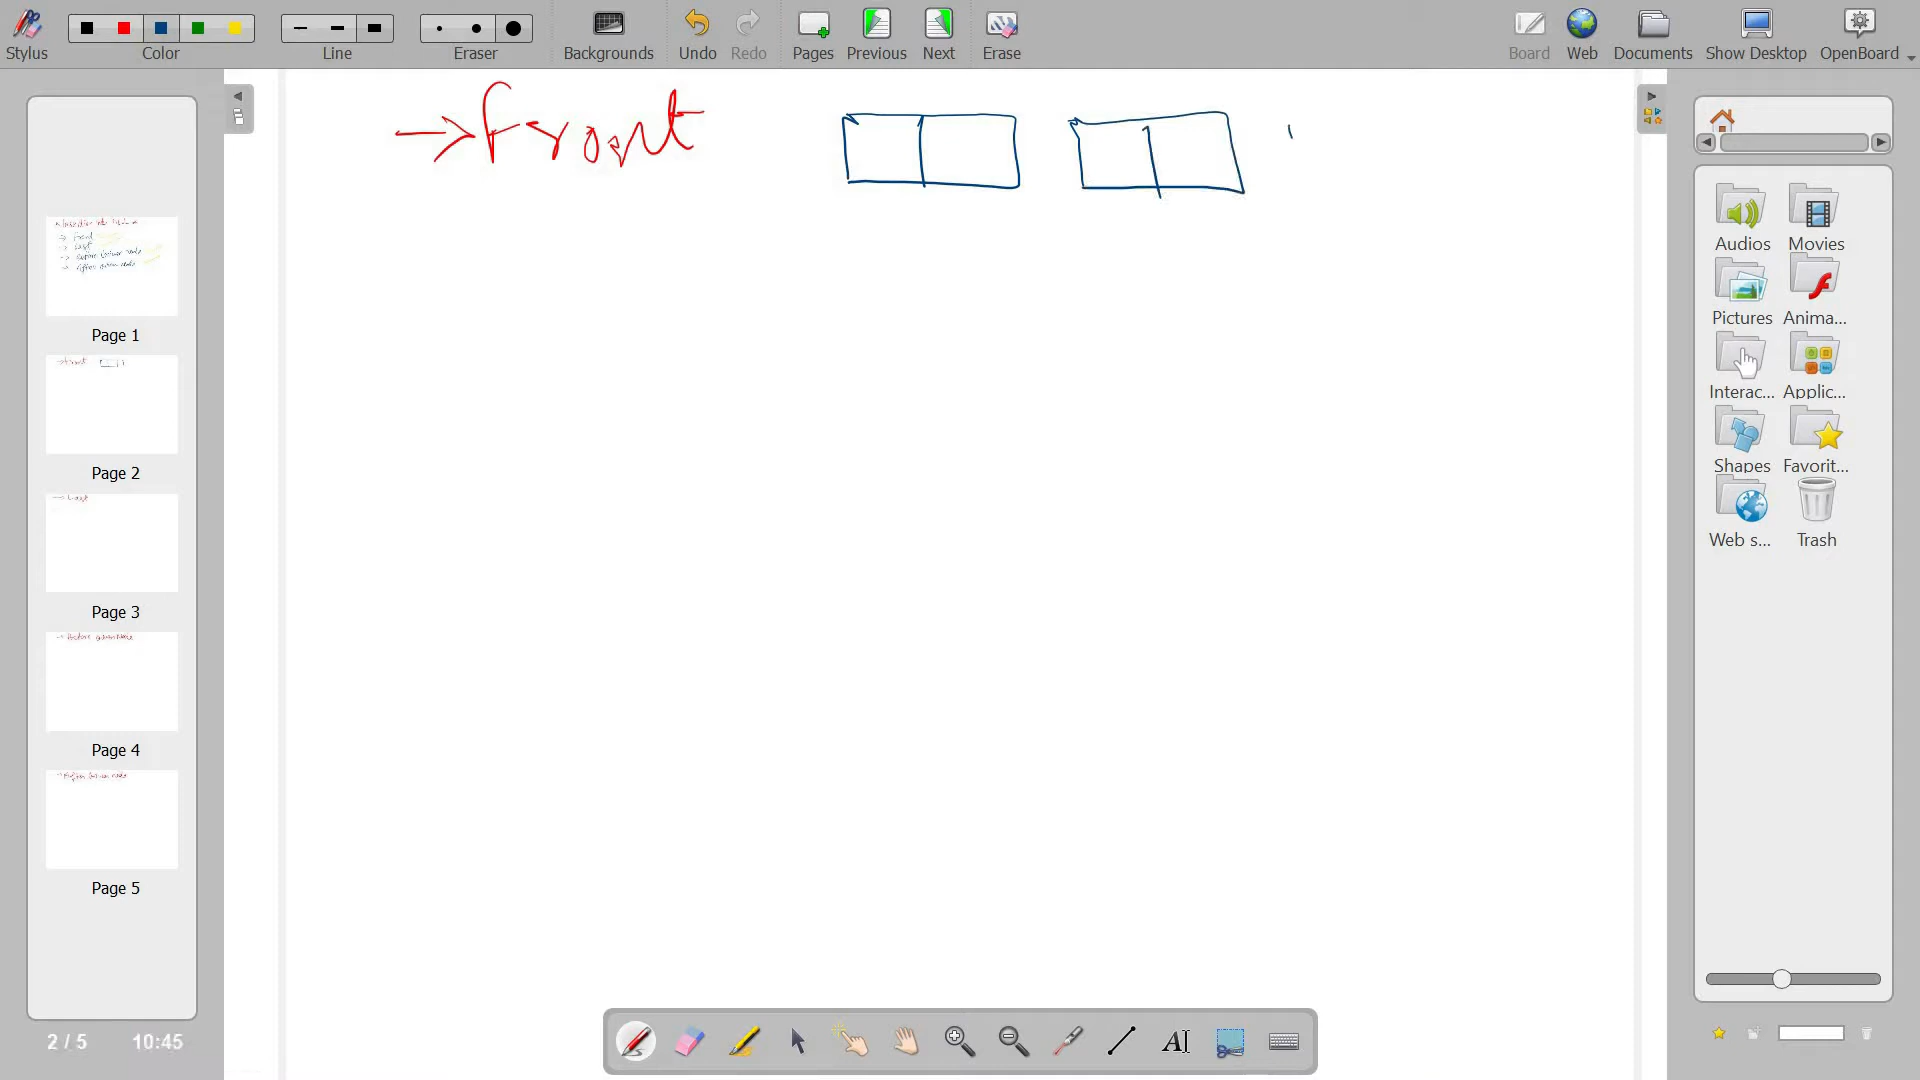 Stylus
Color
Line
Eraser
Backgrounds
Undo
Redo
Pages
Previous
Next
Erase
Board
Web
Documents
Show Desktop
OpenBoard
→ Front
Page 1
Page 2
Page 3
Page 4
Page 5
2 / 5
10:45
Audios
Movies
Pictures
Anima...
Interac...
Applic...
Shapes
Favorit...
Web s...
Trash
AI